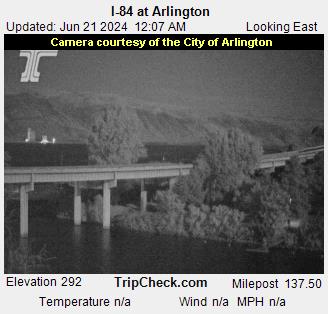 I-84 at Arlington
Updated: Jun 21 2024 12:07 AM Looking East
Camera courtesy of the City of Arlington
Elevation 292 TripCheck.com Milepost 137.50
Temperature n/a Wind n/a MPH n/a